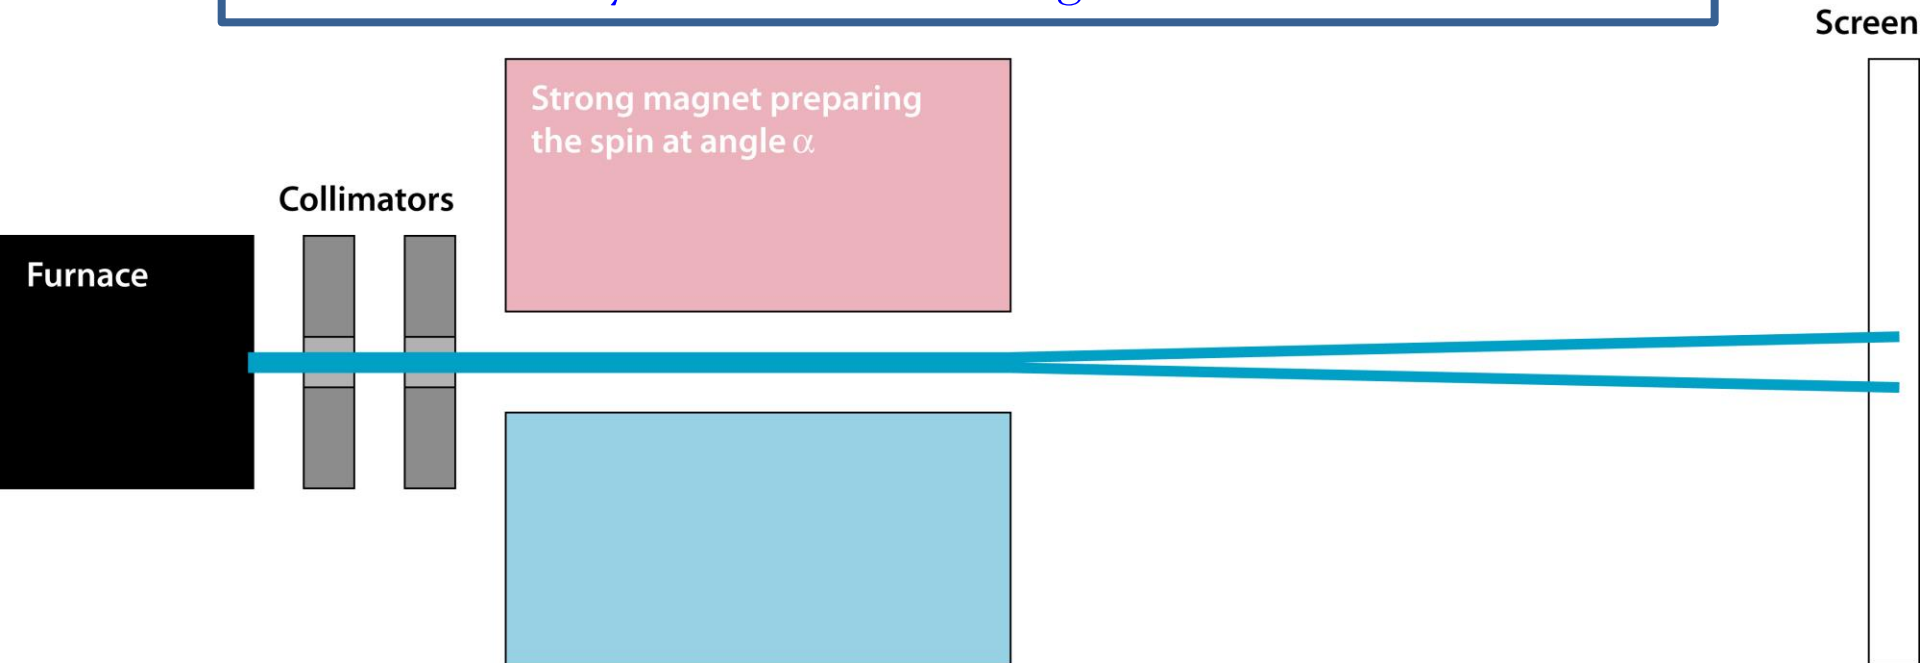 Screen
Strong magnet preparing
the spin at angle α
Collimators
Furnace